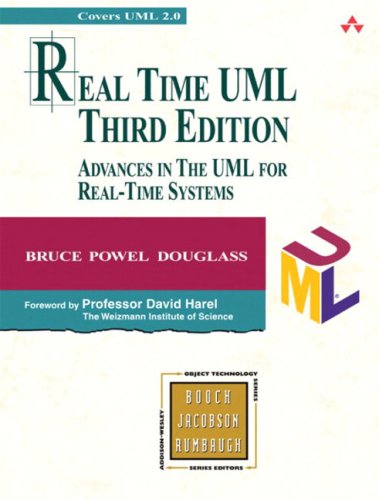 Covers UML 2.0
REAL TIME UML
THIRD EDITION
ADVANCES IN THE UML FOR
REAL-TIME SYSTEMS
BRUCE POWEL DOUGLASS
Foreword by Professor David Harel
The Weizmann Institute of Science
UML®
OBJECT TECHNOLOGY
ADDISON-WESLEY
BOOCH
JACOBSON
RUMBAUGH
SERIES
SERIES EDITORS